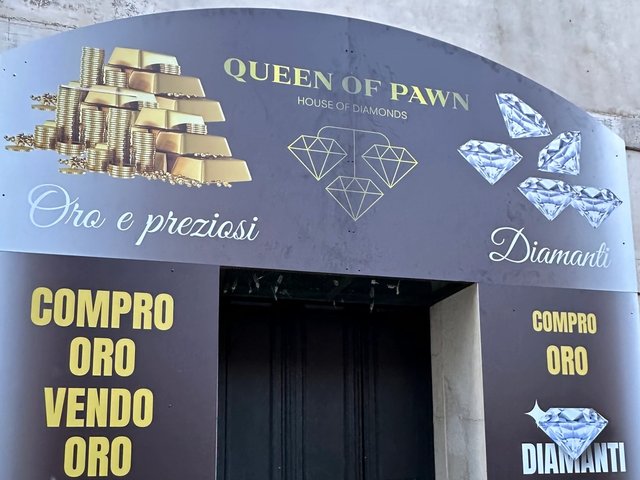 QUEEN OF PAWN
HOUSE OF DIAMONDS
Oro e preziosi
Diamanti
COMPRO
ORO
VENDO
ORO
COMPRO
ORO
DIAMANTI